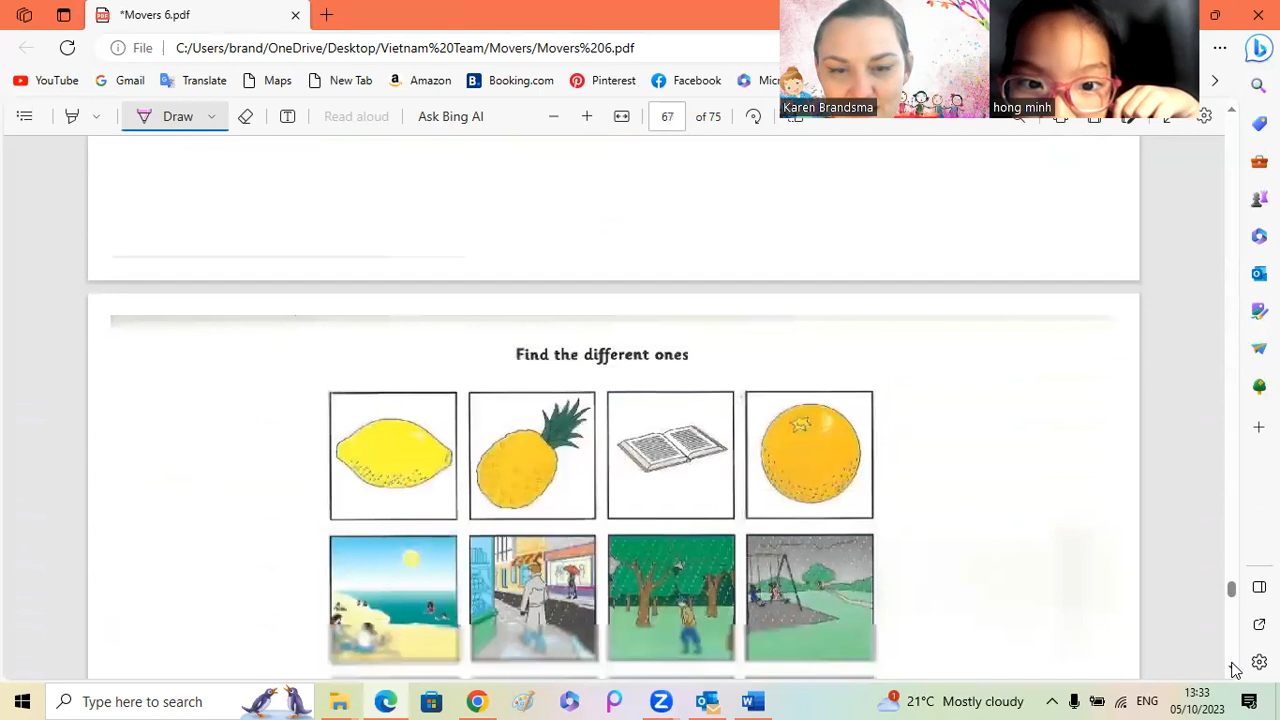 *Movers 6.pdf
File
C:/Users/brand/OneDrive/Desktop/Vietnam%20Team/Movers/Movers%206.pdf
YouTube
Gmail
Translate
Maps
New Tab
Amazon
Booking.com
Pinterest
Facebook
Draw
Read aloud
Ask Bing AI
67
of 75
Karen Brandsma
hong minh
Find the different ones
Type here to search
1
21°C Mostly cloudy
ENG
13:33
05/10/2023